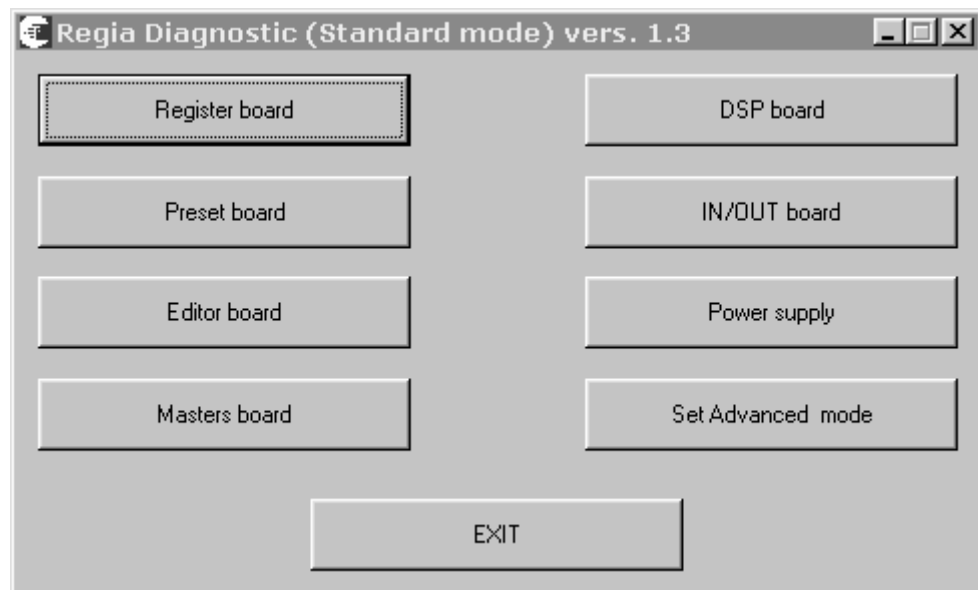 Regia Diagnostic (Standard mode) vers. 1.3
Register board
DSP board
Preset board
IN/OUT board
Editor board
Power supply
Masters board
Set Advanced mode
EXIT